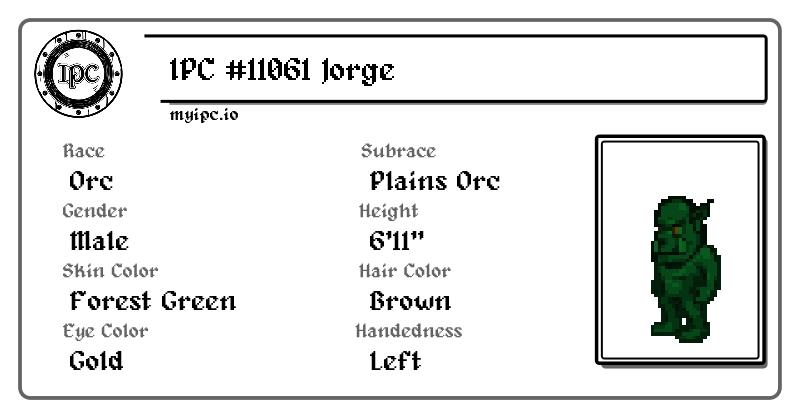 IPC
IPC #11061 Jorge
myipc.io
Race
Subrace
Orc
Plains Orc
Gender
Height
Male
6'11"
Skin Color
Hair Color
Forest Green
Brown
Eye Color
Handedness
Gold
Left